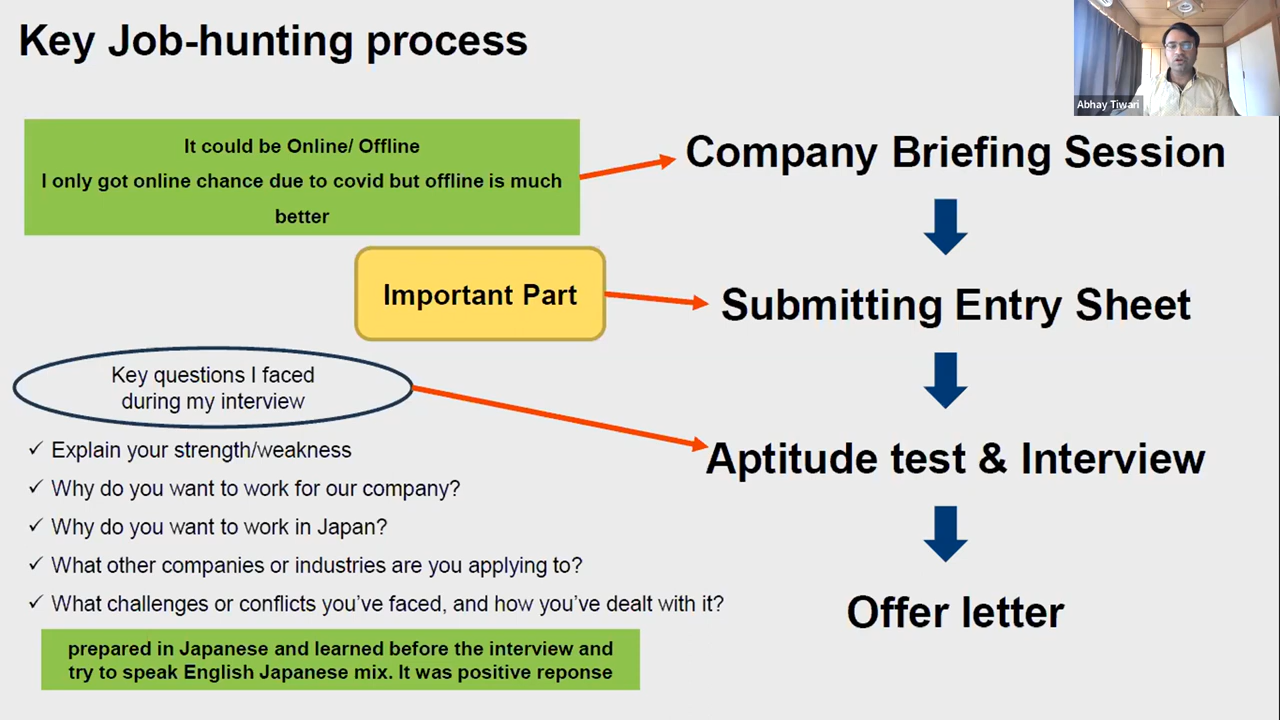 Key Job-hunting process
Abhay Tiwari
It could be Online/ Offline
I only got online chance due to covid but offline is much
better
Company Briefing Session
Important Part
Submitting Entry Sheet
Key questions I faced
during my interview
Aptitude test & Interview
✓ Explain your strength/weakness
✓ Why do you want to work for our company?
✓ Why do you want to work in Japan?
✓ What other companies or industries are you applying to?
✓ What challenges or conflicts you've faced, and how you've dealt with it?
Offer letter
prepared in Japanese and learned before the interview and
try to speak English Japanese mix. It was positive reponse